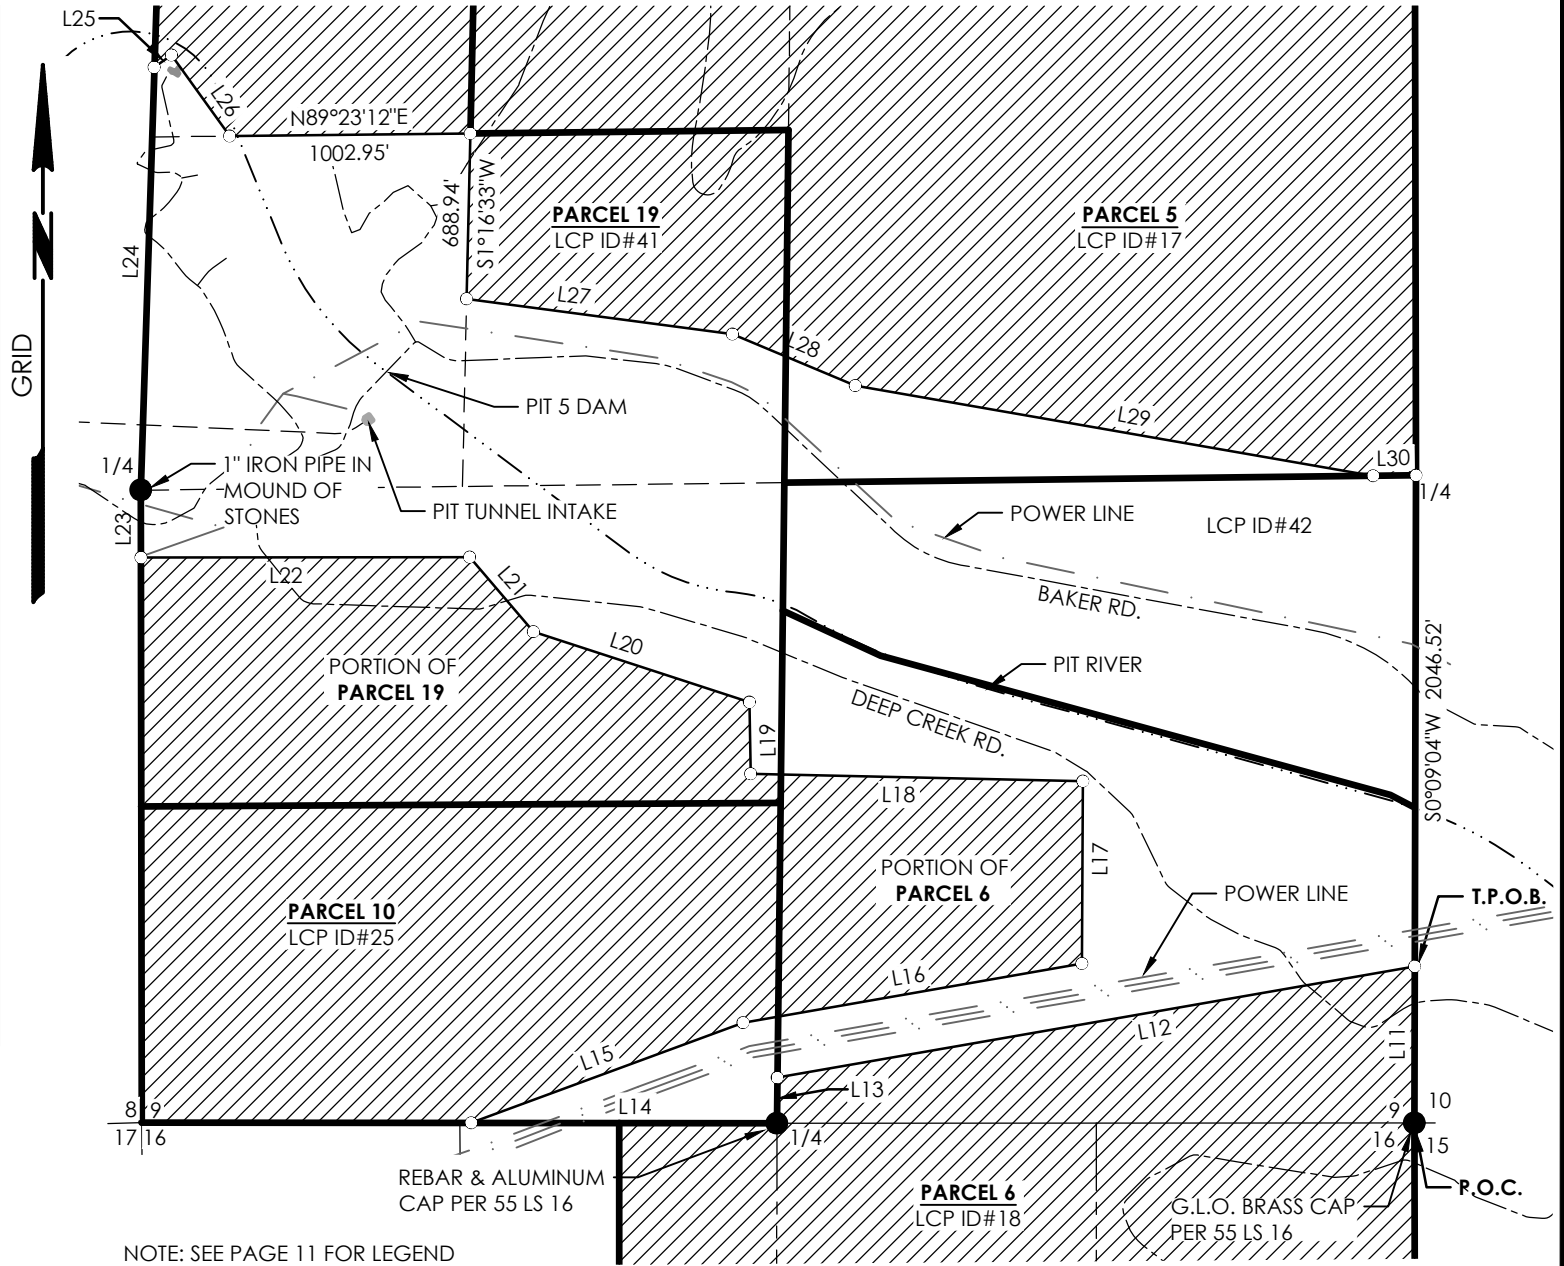 L25
L26
N89°23'12"E
1002.95'
688.94'
S1°16'33"W
PARCEL 19
LCP ID#41
PARCEL 5
LCP ID#17
L24
N
GRID
L27
L28
L29
L30
PIT 5 DAM
1/4
1" IRON PIPE IN
MOUND OF
STONES
PIT TUNNEL INTAKE
POWER LINE
LCP ID#42
1/4
L23
L22
L21
L20
BAKER RD.
PIT RIVER
PORTION OF
PARCEL 19
DEEP CREEK RD.
L19
L18
S0°09'04"W 2046.52'
PORTION OF
PARCEL 6
L17
POWER LINE
T.P.O.B.
PARCEL 10
LCP ID#25
L16
L15
L12
L11
L13
L14
8 9
17 16
1/4
9 10
16 15
REBAR & ALUMINUM
CAP PER 55 LS 16
PARCEL 6
LCP ID#18
G.L.O. BRASS CAP
PER 55 LS 16
P.O.C.
NOTE: SEE PAGE 11 FOR LEGEND